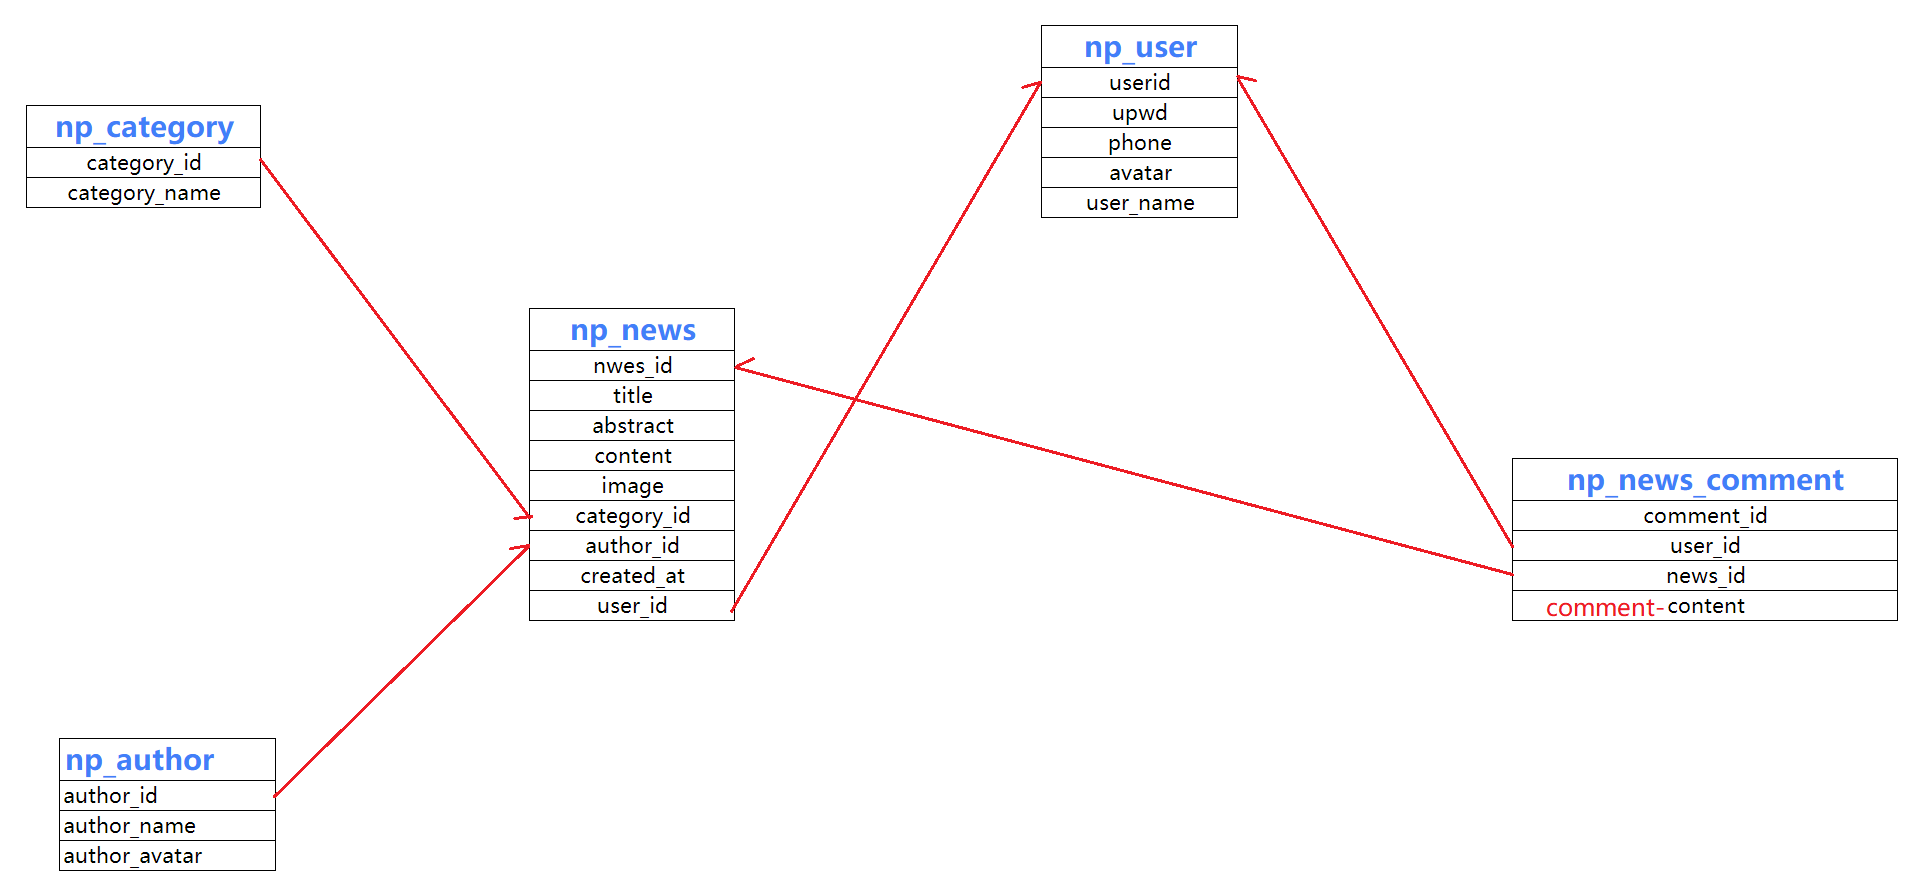 np_user
userid
upwd
phone
avatar
user_name
np_category
category_id
category_name
np_news
nwes_id
title
abstract
content
image
category_id
author_id
created_at
user_id
np_news_comment
comment_id
user_id
news_id
comment-content
np_author
author_id
author_name
author_avatar